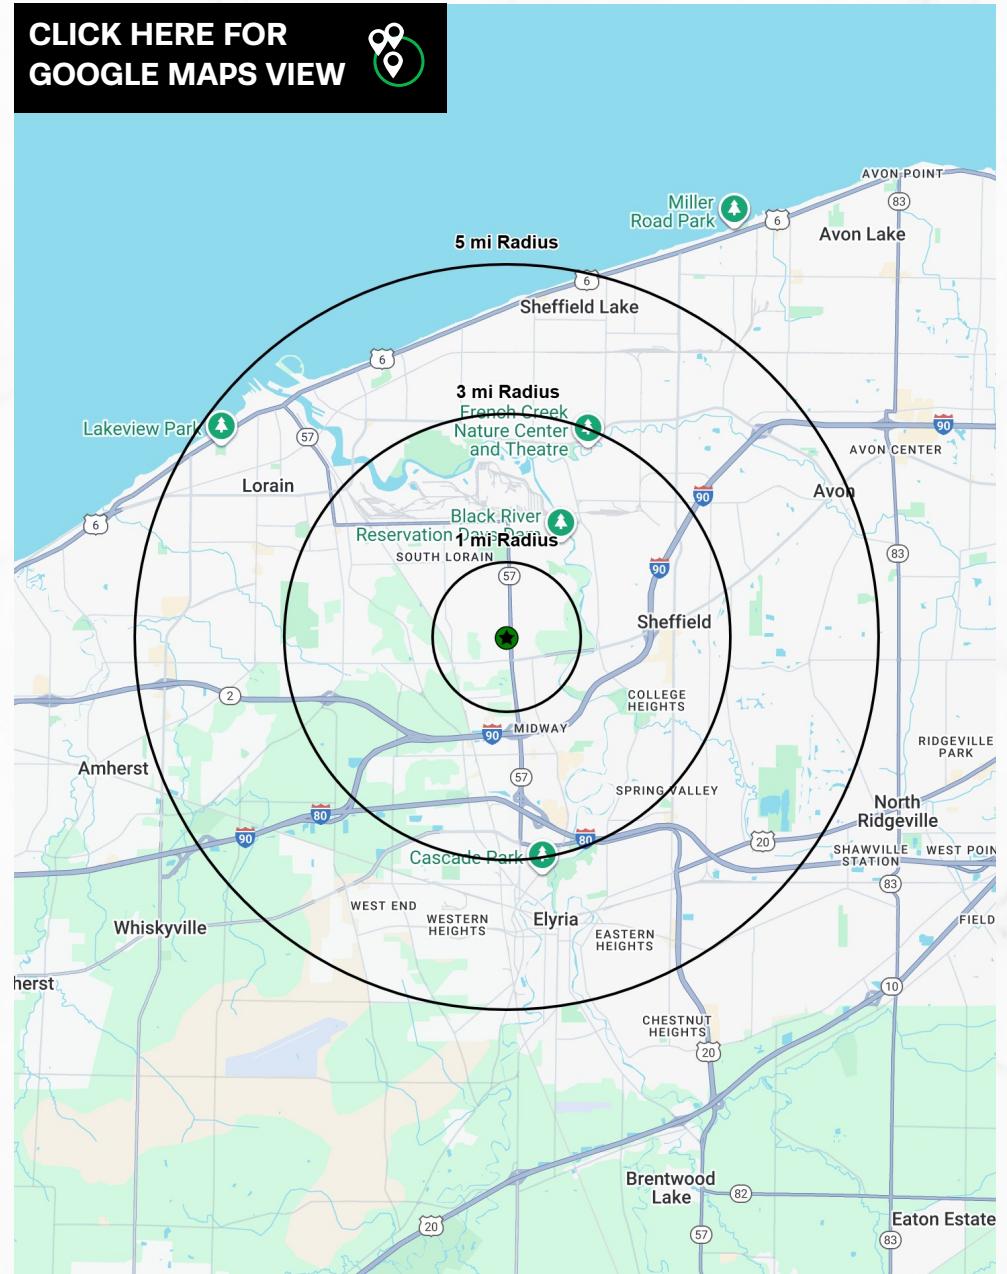 CLICK HERE FOR
GOOGLE MAPS VIEW
AVON POINT
83
Miller
Road Park
6
Avon Lake
5 mi Radius
6
Sheffield Lake
6
3 mi Radius
French Creek
Nature Center
and Theatre
Lakeview Park
57
90
AVON CENTER
Lorain
90
Avon
6
Black River
Reservation Days Dam
1 mi Radius
SOUTH LORAIN
83
57
90
Sheffield
2
COLLEGE
HEIGHTS
90
MIDWAY
RIDGEVILLE
PARK
Amherst
57
SPRING VALLEY
North
Ridgeville
80
90
80
20
SHAWVILLE
STATION
WEST POIN
Cascade Park
83
WEST END
WESTERN
HEIGHTS
Elyria
EASTERN
HEIGHTS
Whiskyville
FIELD
herst
10
CHESTNUT
HEIGHTS
20
Brentwood
Lake
82
20
57
Eaton Estate
83